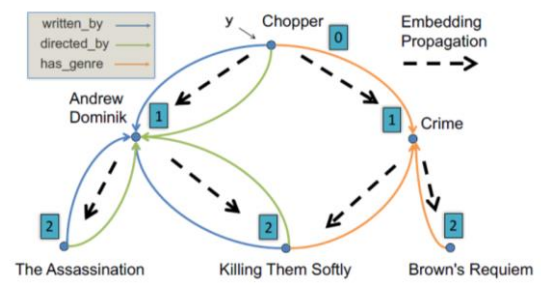 written_by
directed_by
has_genre
y
Chopper
0
Embedding
Propagation
Andrew
Dominik
1
1
Crime
2
2
2
The Assassination
Killing Them Softly
Brown's Requiem